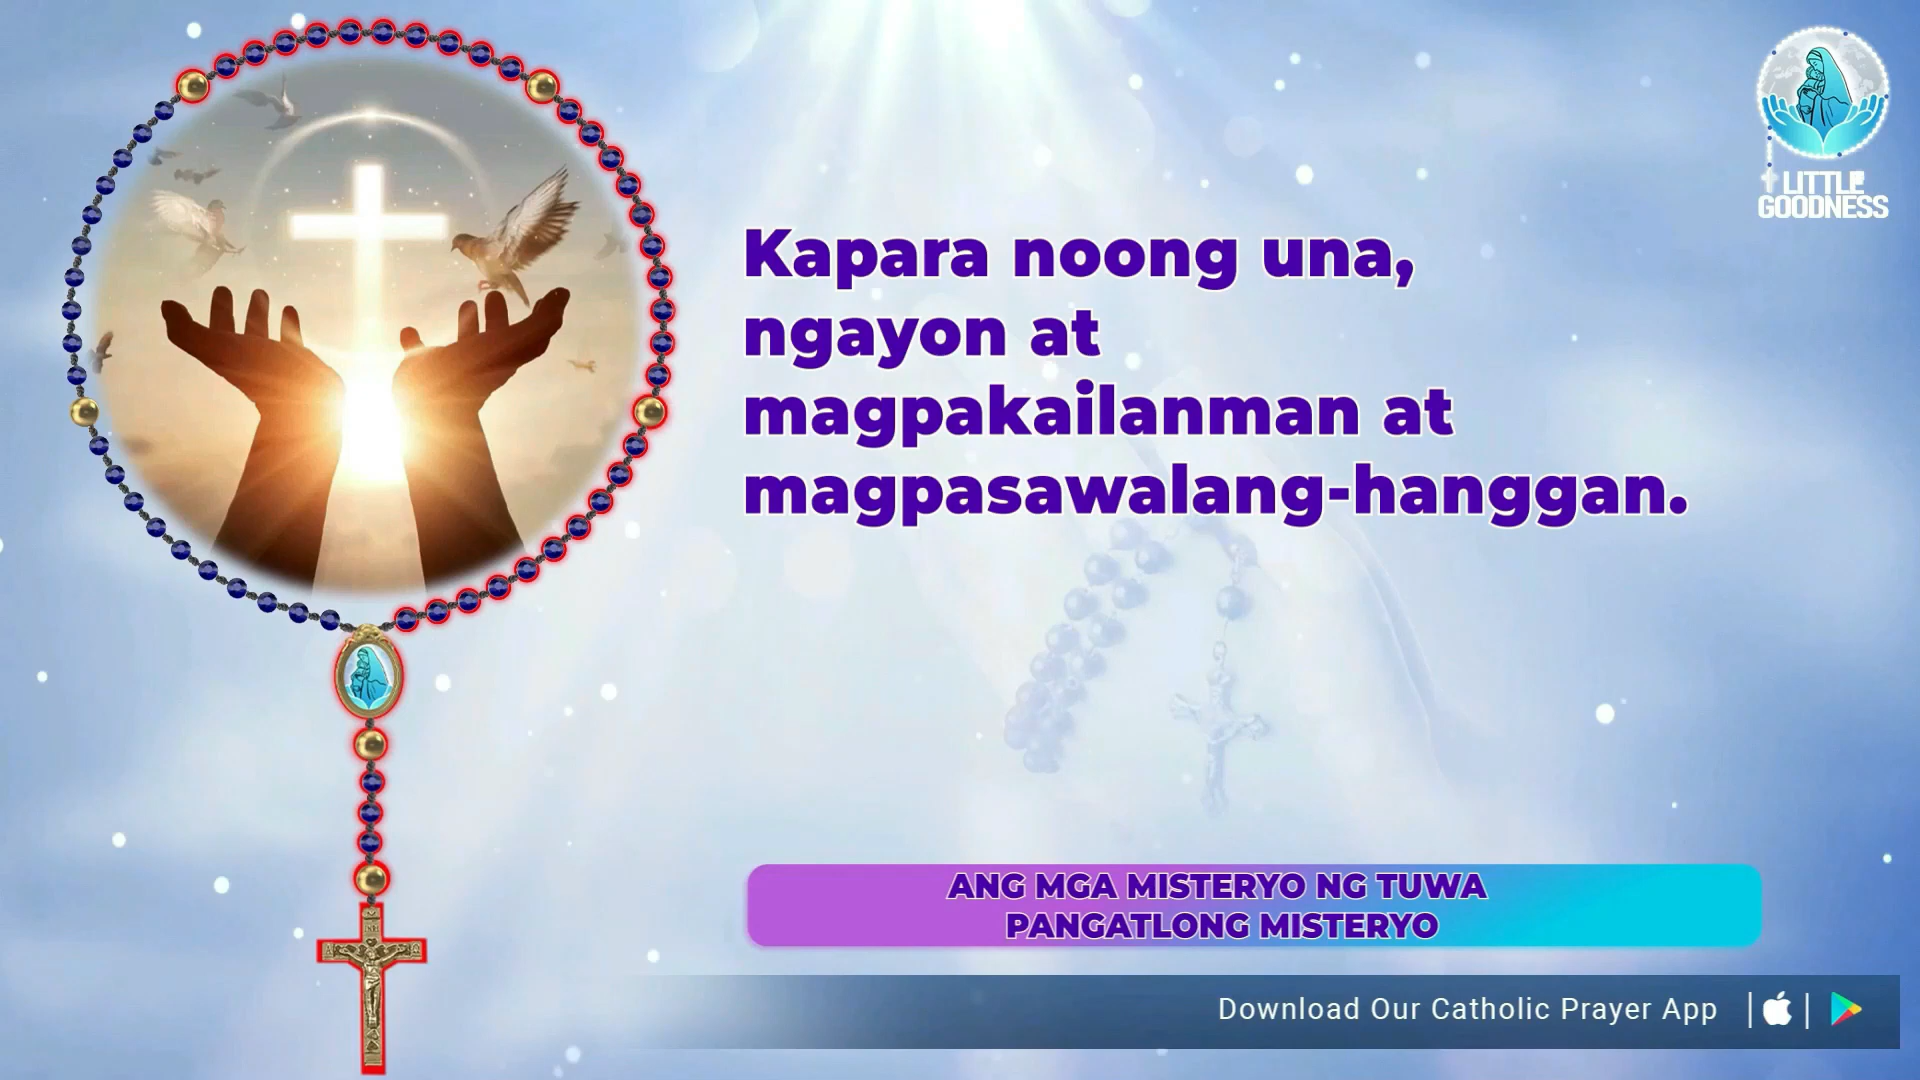 LITTLE
GOODNESS
Kapara noong una,
ngayon at
magpakailanman at
magpasawalang-hanggan.
ANG MGA MISTERYO NG TUWA
PANGATLONG MISTERYO
Download Our Catholic Prayer App
INRI